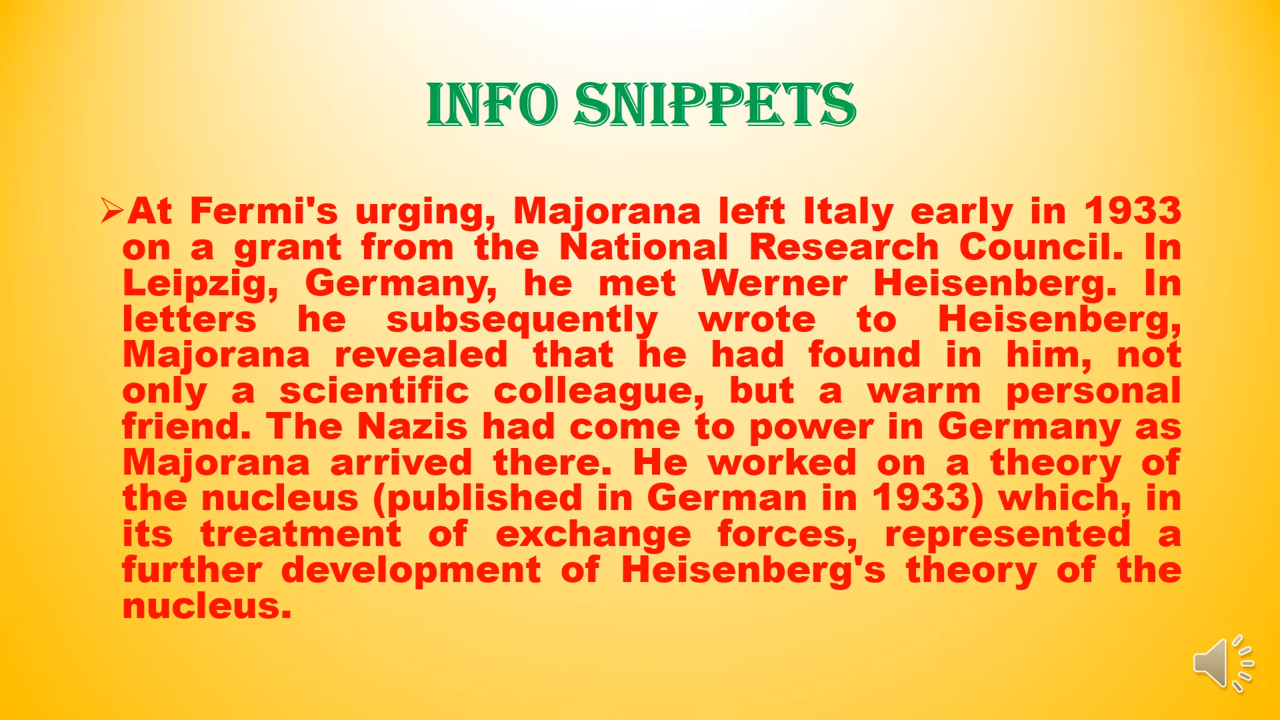 INFO SNIPPETS
➢At Fermi's urging, Majorana left Italy early in 1933
on a grant from the National Research Council. In
Leipzig, Germany, he met Werner Heisenberg. In
letters he subsequently wrote to Heisenberg,
Majorana revealed that he had found in him, not
only a scientific colleague, but a warm personal
friend. The Nazis had come to power in Germany as
Majorana arrived there. He worked on a theory of
the nucleus (published in German in 1933) which, in
its treatment of exchange forces, represented a
further development of Heisenberg's theory of the
nucleus.